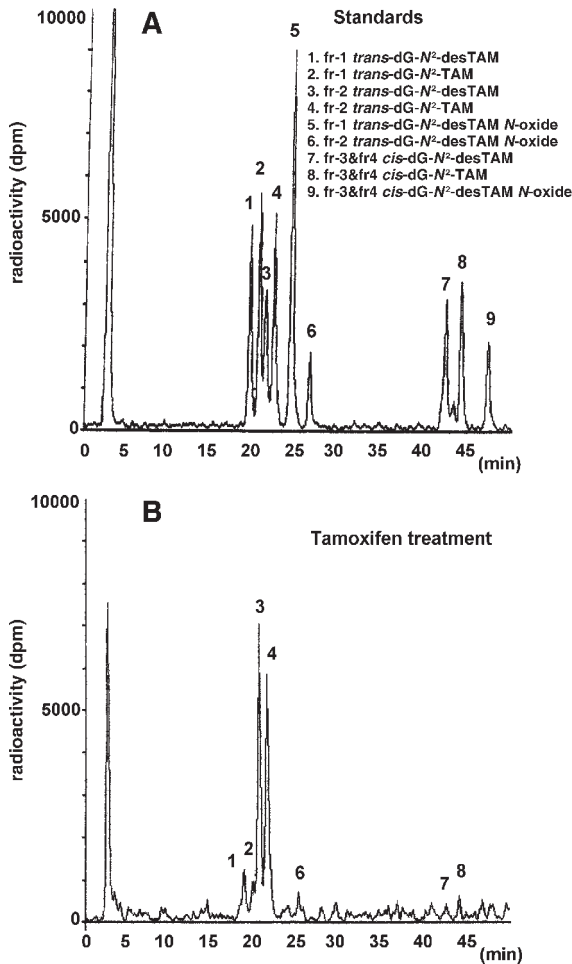 A
Standards
10000
5000
0
radioactivity (dpm)
1. fr-1 trans-dG-N²-desTAM
2. fr-1 trans-dG-N²-TAM
3. fr-2 trans-dG-N²-desTAM
4. fr-2 trans-dG-N²-TAM
5. fr-1 trans-dG-N²-desTAM N-oxide
6. fr-2 trans-dG-N²-desTAM N-oxide
7. fr-3&fr4 cis-dG-N²-desTAM
8. fr-3&fr4 cis-dG-N²-TAM
9. fr-3&fr4 cis-dG-N²-desTAM N-oxide
1 2 3 4 5 6 7 8 9
0 5 10 15 20 25 30 35 40 45
(min)
B
Tamoxifen treatment
10000
5000
0
radioactivity (dpm)
1 2 3 4 6 7 8
0 5 10 15 20 25 30 35 40 45
(min)